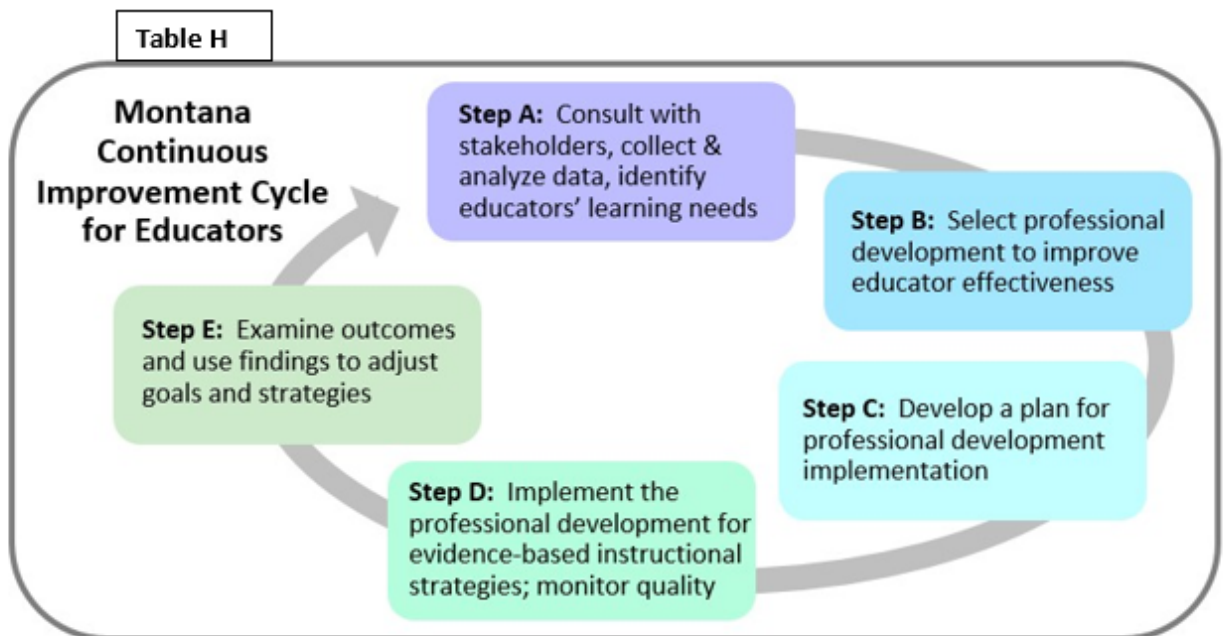 Table H
Montana
Continuous
Improvement Cycle
for Educators
Step A: Consult with
stakeholders, collect &
analyze data, identify
educators’ learning needs
Step B: Select professional
development to improve
educator effectiveness
Step C: Develop a plan for
professional development
implementation
Step D: Implement the
professional development for
evidence-based instructional
strategies; monitor quality
Step E: Examine outcomes
and use findings to adjust
goals and strategies